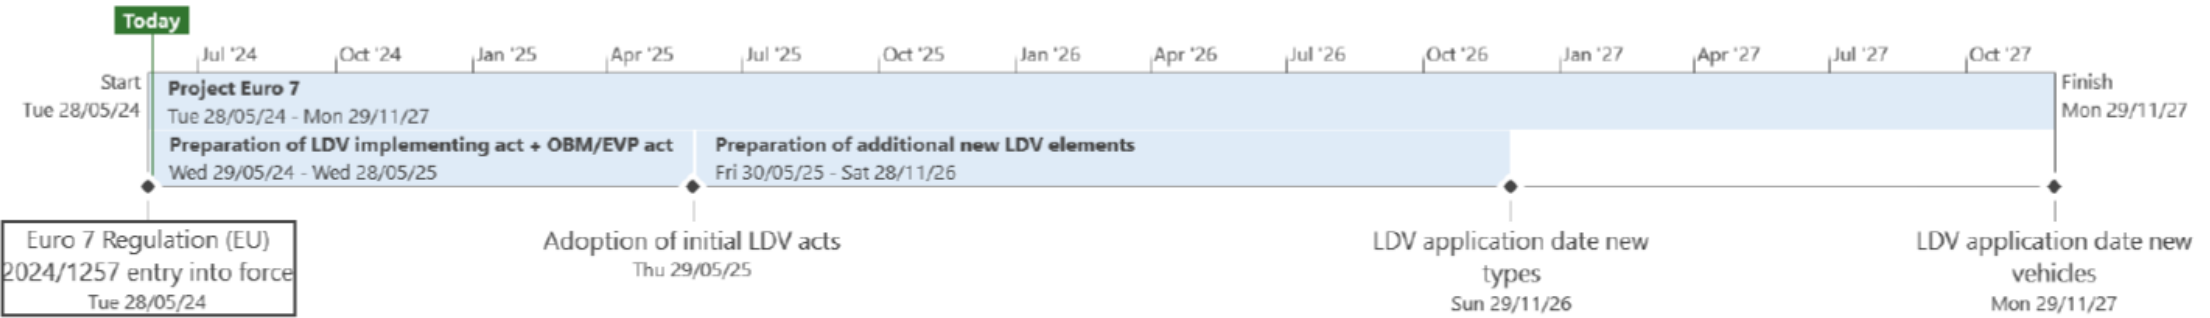 Today
Jul '24 Oct '24 Jan '25 Apr '25 Jul '25 Oct '25 Jan '26 Apr '26 Jul '26 Oct '26 Jan '27 Apr '27 Jul '27 Oct '27
Start
Tue 28/05/24
Project Euro 7
Tue 28/05/24 - Mon 29/11/27
Finish
Mon 29/11/27
Preparation of LDV implementing act + OBM/EVP act
Wed 29/05/24 - Wed 28/05/25
Preparation of additional new LDV elements
Fri 30/05/25 - Sat 28/11/26
Euro 7 Regulation (EU)
2024/1257 entry into force
Tue 28/05/24
Adoption of initial LDV acts
Thu 29/05/25
LDV application date new
types
Sun 29/11/26
LDV application date new
vehicles
Mon 29/11/27